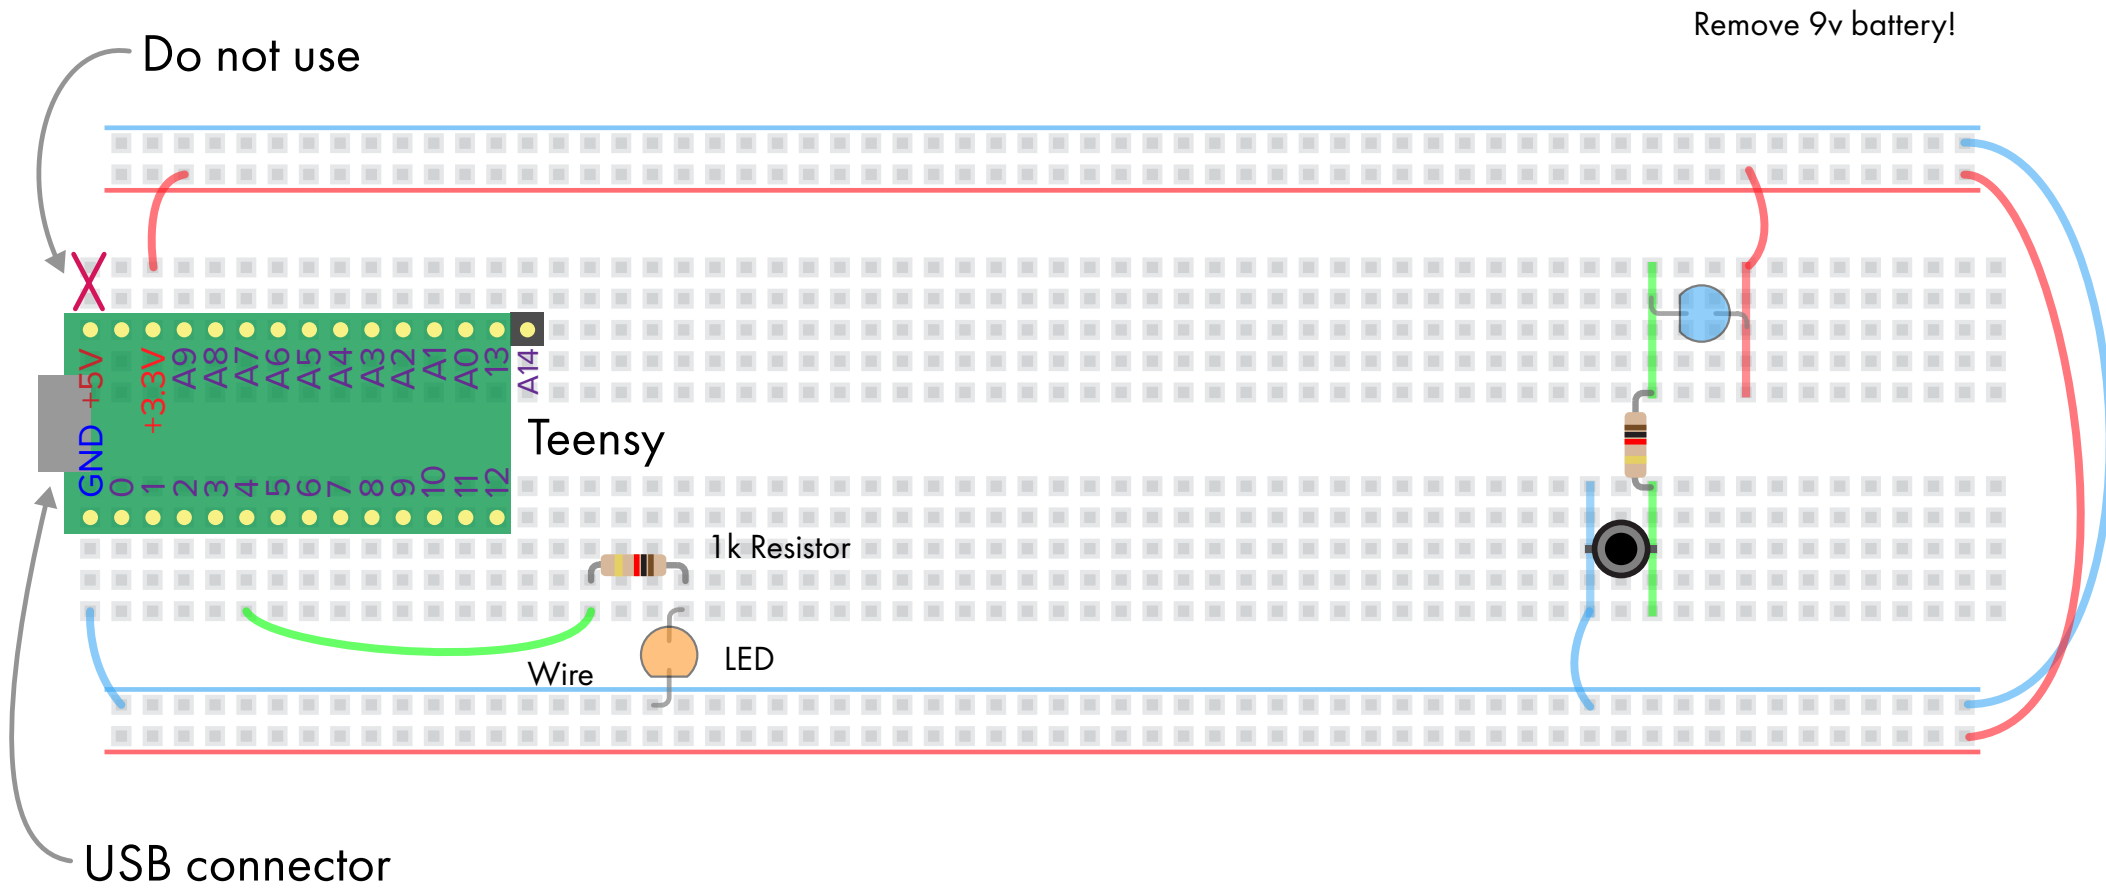 Remove 9v battery!
Do not use
+5V
+3.3V
A9
A8
A7
A6
A5
A4
A3
A2
A1
A0
13
A14
Teensy
GND
0
1
2
3
4
5
6
7
8
9
10
11
12
1k Resistor
LED
Wire
USB connector